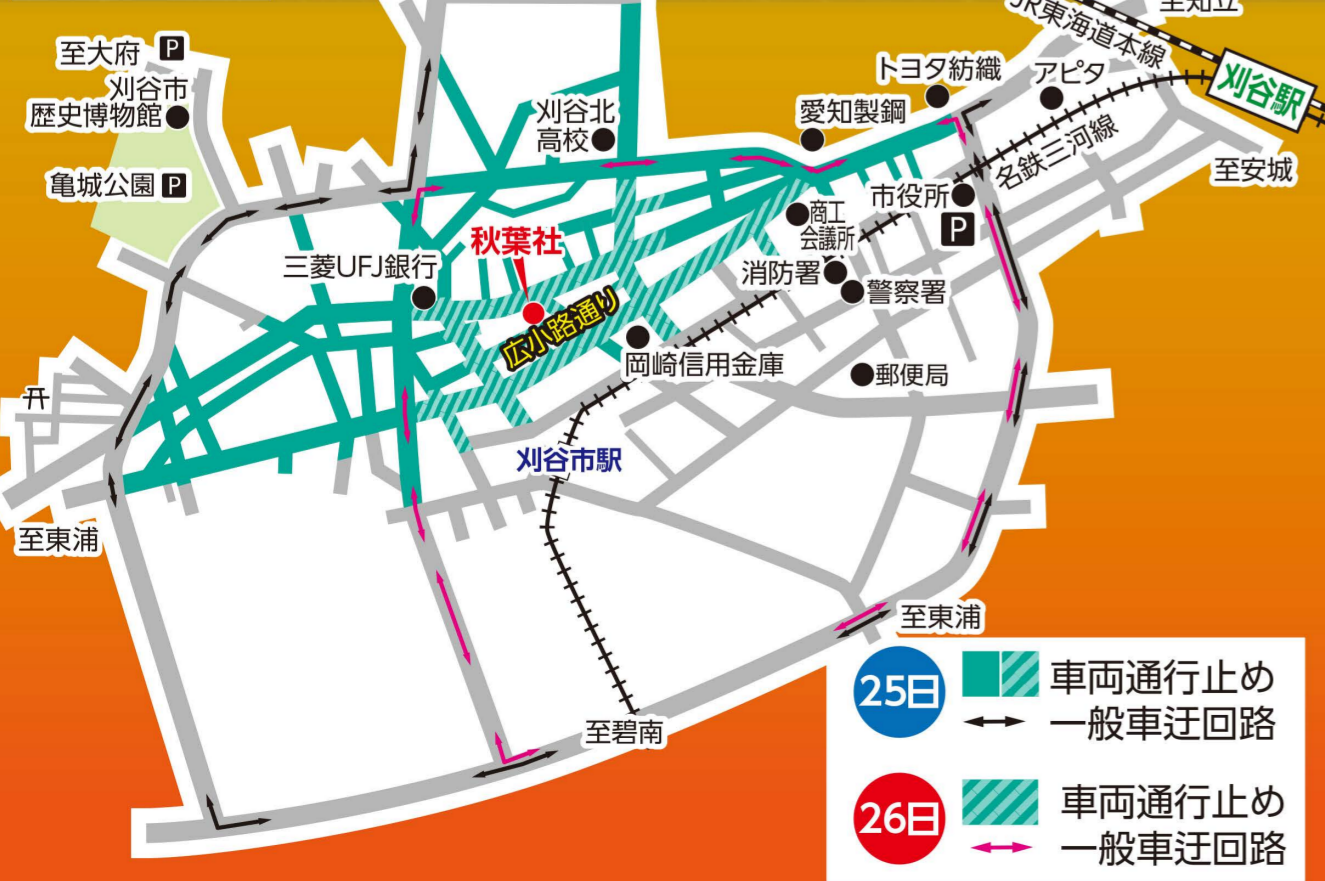 至知立
JR東海道本線
至大府 P
刈谷市
歴史博物館
亀城公園 P
刈谷北
高校
トヨタ紡織
アピタ
刈谷駅
愛知製鋼
名鉄三河線
至安城
市役所
P
商工
会議所
秋葉社
三菱UFJ銀行
消防署
警察署
広小路通り
岡崎信用金庫
郵便局
刈谷市駅
至東浦
至東浦
至碧南
25日 車両通行止め
一般車迂回路
26日 車両通行止め
一般車迂回路